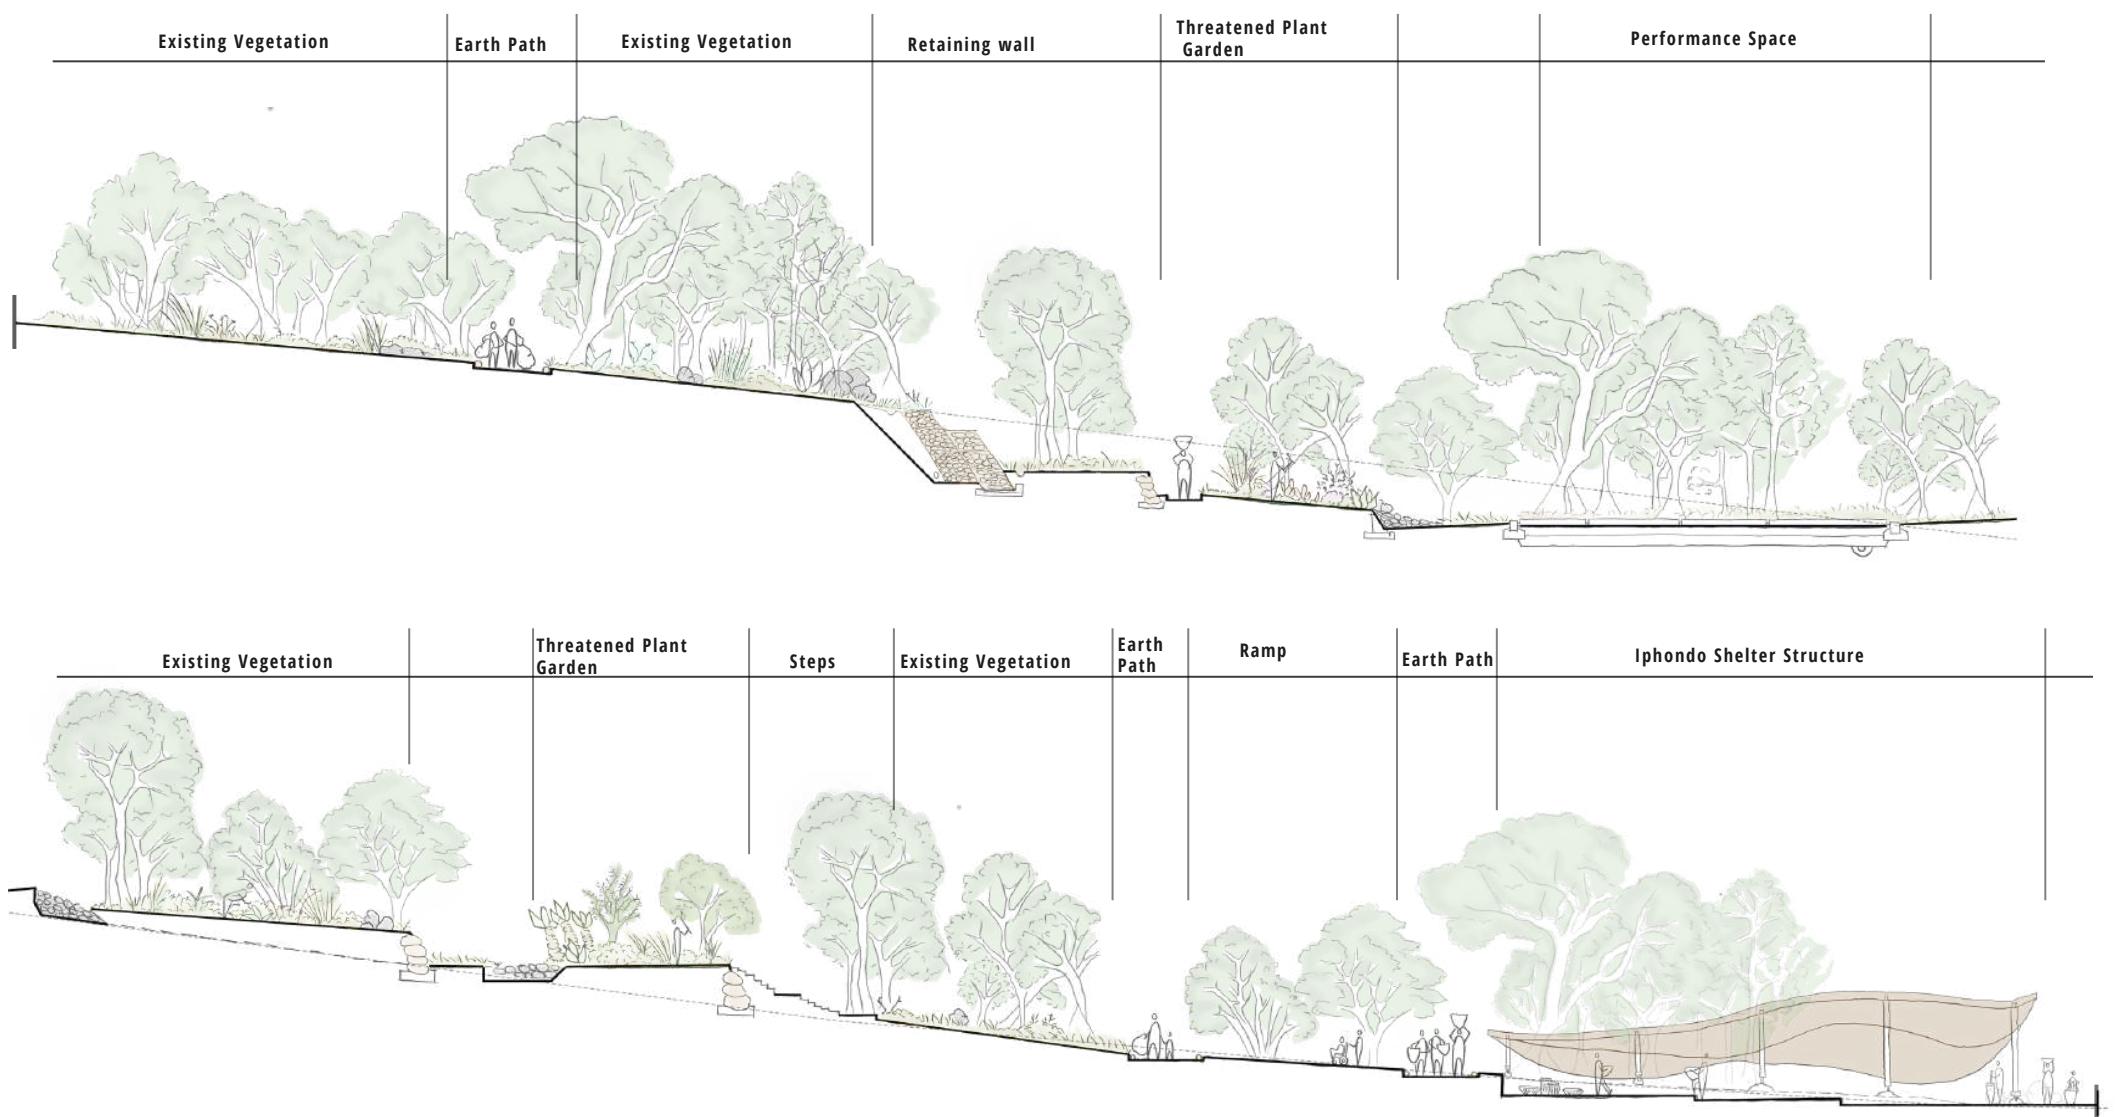 Existing Vegetation
Earth Path
Existing Vegetation
Retaining wall
Threatened Plant
Garden
Performance Space
Existing Vegetation
Threatened Plant
Garden
Steps
Existing Vegetation
Earth
Path
Ramp
Earth Path
Iphondo Shelter Structure